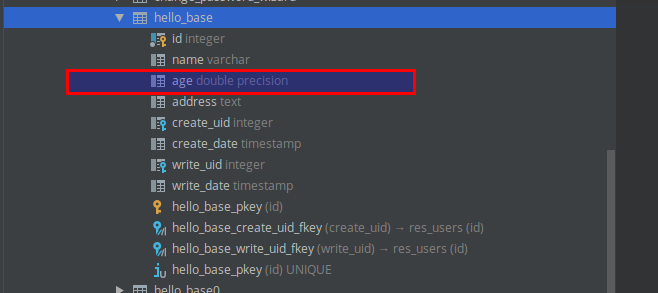 change_password_wizard
hello_base
id integer
name varchar
age double precision
address text
create_uid integer
create_date timestamp
write_uid integer
write_date timestamp
hello_base_pkey (id)
hello_base_create_uid_fkey (create_uid) → res_users (id)
hello_base_write_uid_fkey (write_uid) → res_users (id)
hello_base_pkey (id) UNIQUE
hello_base0